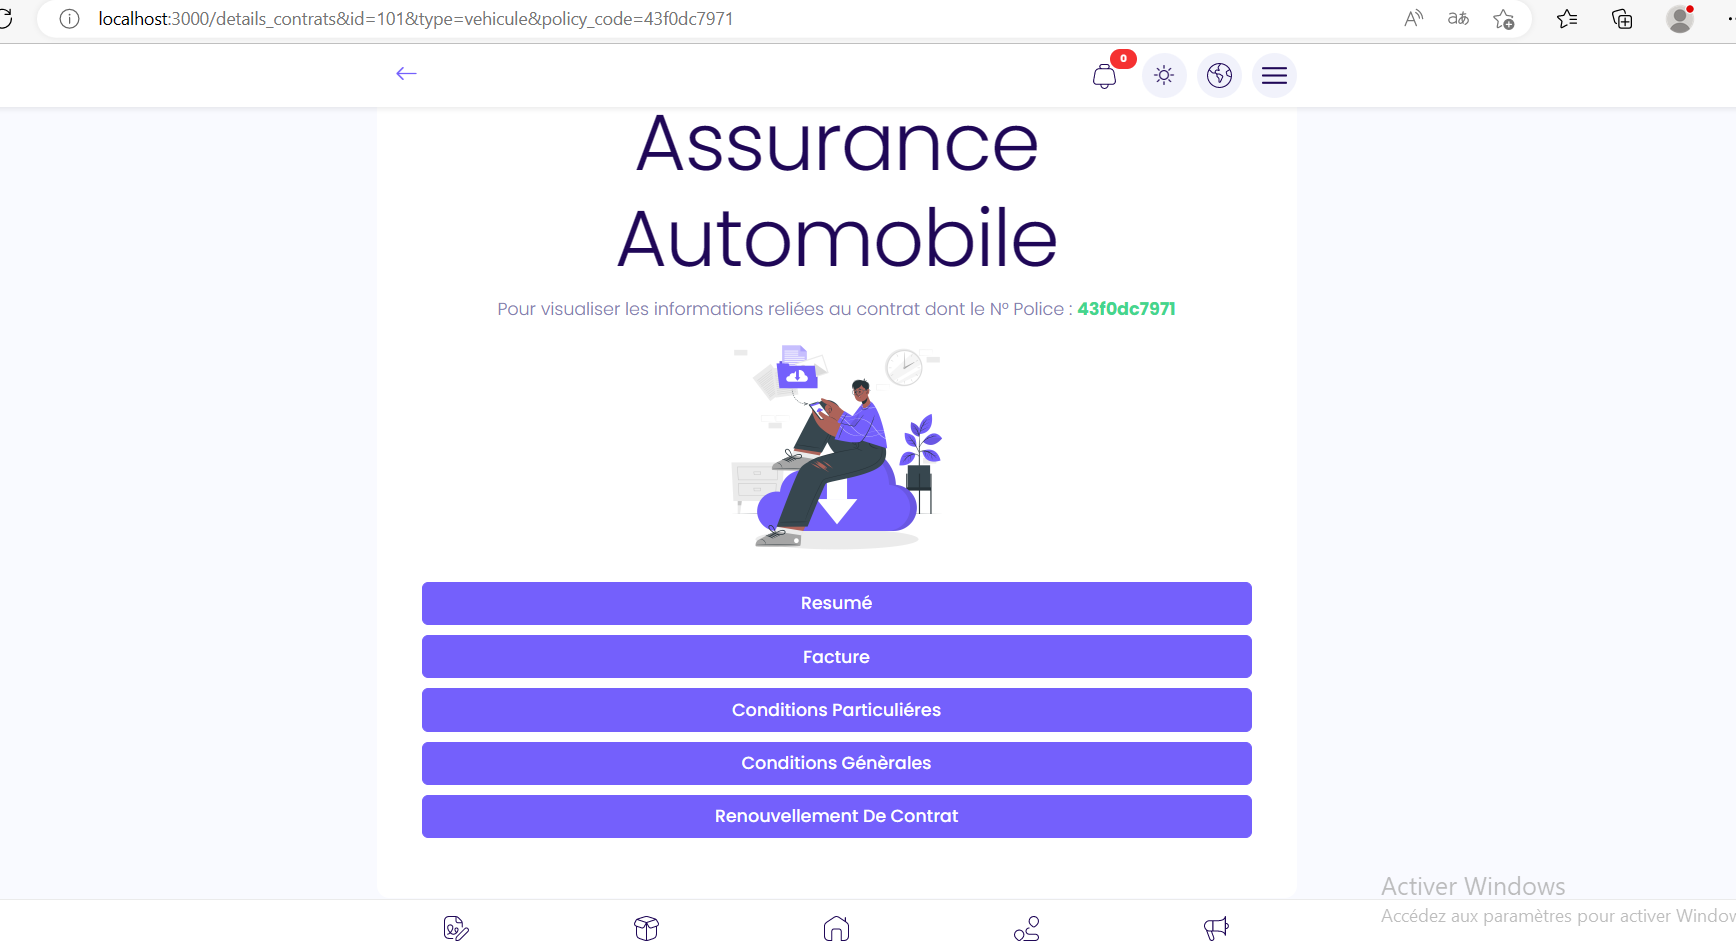 localhost:3000/details_contrats&id=101&type=vehicule&policy_code=43f0dc7971
0
Assurance
Automobile
Pour visualiser les informations reliées au contrat dont le N° Police : 43f0dc7971
Resumé
Facture
Conditions Particuliéres
Conditions Génèrales
Renouvellement De Contrat
Activer Windows
Accédez aux paramètres pour activer Window